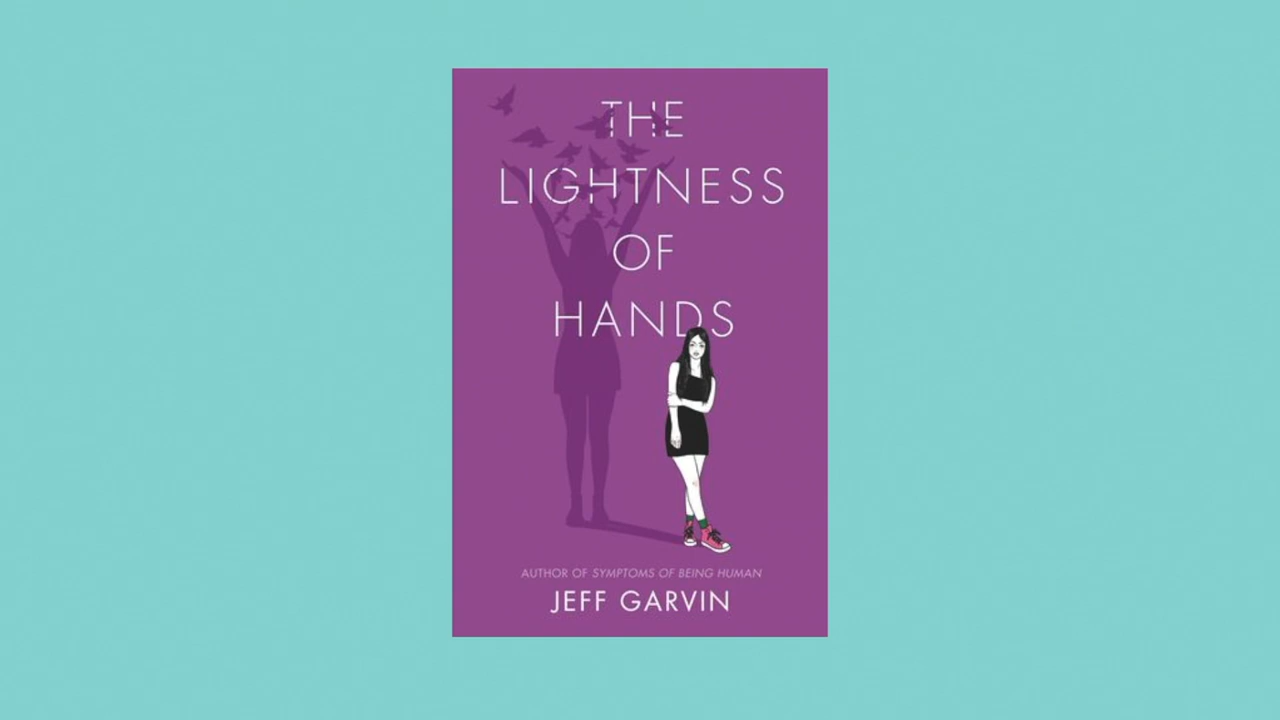 THE
LIGHTNESS
OF
HANDS
AUTHOR OF SYMPTOMS OF BEING HUMAN
JEFF GARVIN